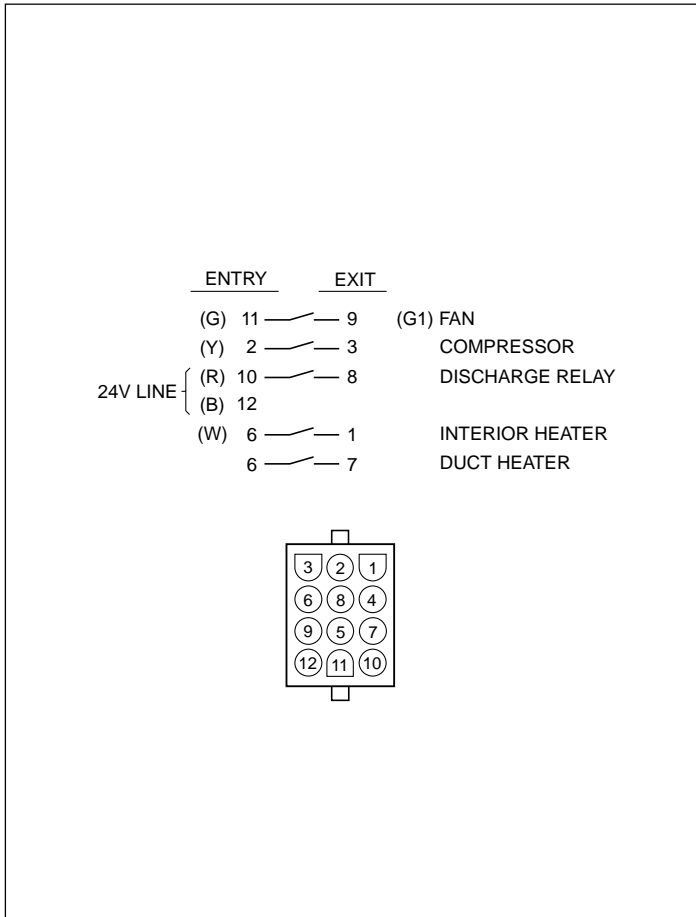 ENTRY EXIT
(G) 11 9 (G1) FAN
(Y) 2 3 COMPRESSOR
24V LINE (R) 10 8 DISCHARGE RELAY
(B) 12
(W) 6 1 INTERIOR HEATER
6 7 DUCT HEATER
3 2 1
6 8 4
9 5 7
12 11 10